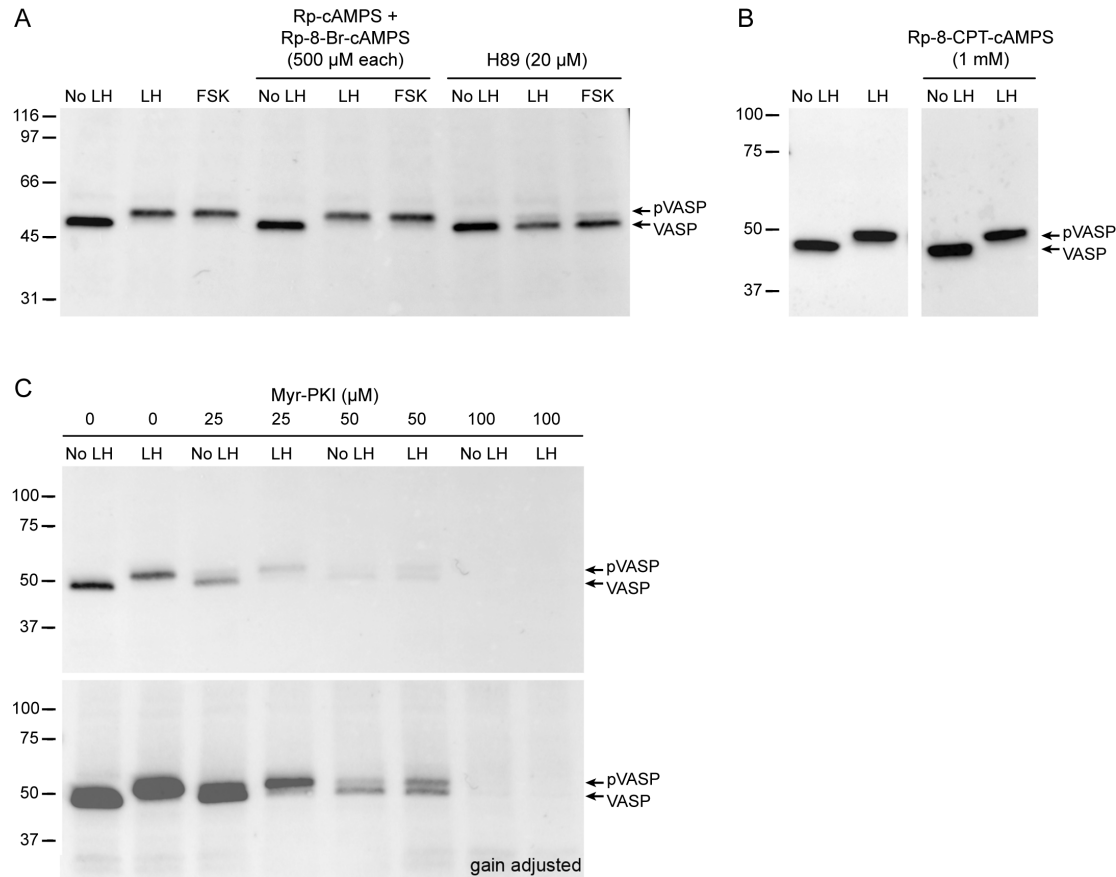 A
Rp-cAMPS +
Rp-8-Br-cAMPS
(500 µM each)
H89 (20 µM)
No LH LH FSK No LH LH FSK No LH LH FSK
116
97
66
45
31
pVASP
VASP
B
Rp-8-CPT-cAMPS
(1 mM)
No LH LH No LH LH
100
75
50
37
pVASP
VASP
C
Myr-PKI (µM)
0 0 25 25 50 50 100 100
No LH LH No LH LH No LH LH No LH LH
100
75
50
37
pVASP
VASP
100
75
50
37
pVASP
VASP
gain adjusted